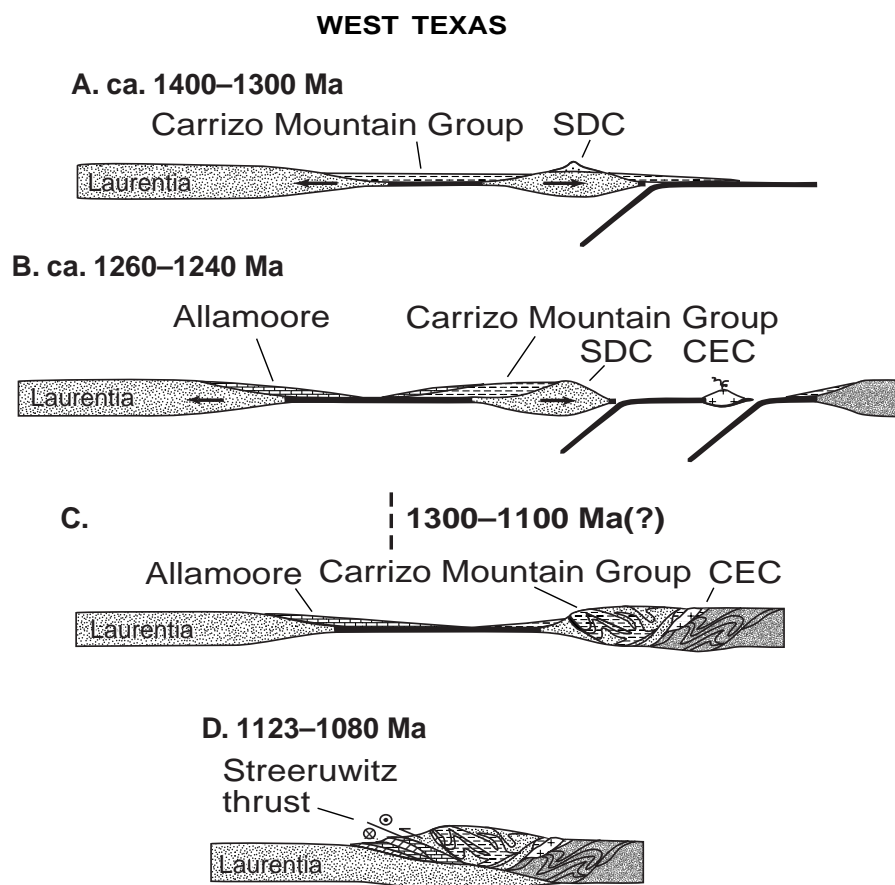 WEST TEXAS
A. ca. 1400–1300 Ma
Carrizo Mountain Group SDC
Laurentia
B. ca. 1260–1240 Ma
Allamoore Carrizo Mountain Group
SDC CEC
Laurentia
C. 1300–1100 Ma(?)
Allamoore Carrizo Mountain Group CEC
Laurentia
D. 1123–1080 Ma
Streeruwitz
thrust
Laurentia